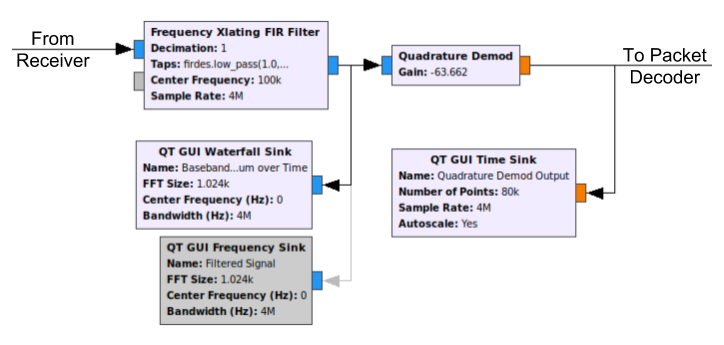 From
Receiver
Frequency Xlating FIR Filter
Decimation: 1
Taps: firdes.low_pass(1.0,...
Center Frequency: 100k
Sample Rate: 4M
Quadrature Demod
Gain: -63.662
To Packet
Decoder
QT GUI Waterfall Sink
Name: Baseband...um over Time
FFT Size: 1.024k
Center Frequency (Hz): 0
Bandwidth (Hz): 4M
QT GUI Time Sink
Name: Quadrature Demod Output
Number of Points: 80k
Sample Rate: 4M
Autoscale: Yes
QT GUI Frequency Sink
Name: Filtered Signal
FFT Size: 1.024k
Center Frequency (Hz): 0
Bandwidth (Hz): 4M